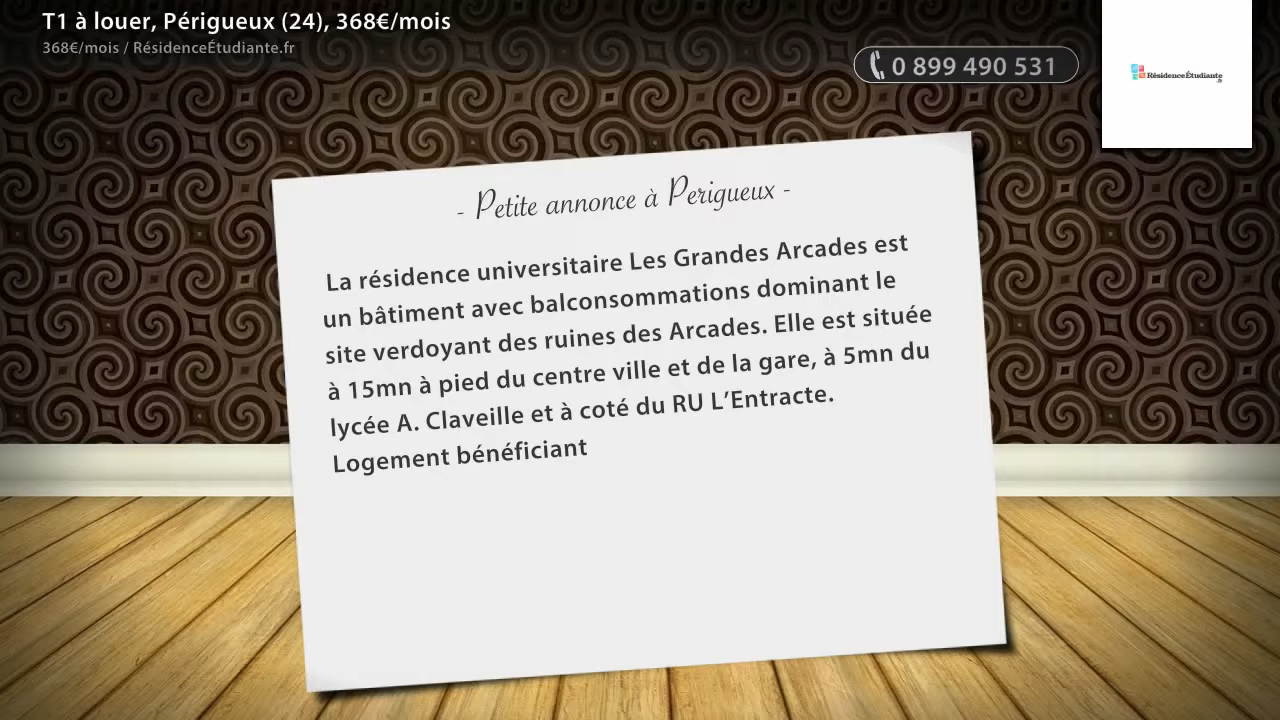 T1 à louer, Périgueux (24), 368€/mois
368€/mois / RésidenceÉtudiante.fr
0 899 490 531
RésidenceÉtudiante
.fr
- Petite annonce à Perigueux -
La résidence universitaire Les Grandes Arcades est
un bâtiment avec balconsommations dominant le
site verdoyant des ruines des Arcades. Elle est située
à 15mn à pied du centre ville et de la gare, à 5mn du
lycée A. Claveille et à coté du RU L’Entracte.
Logement bénéficiant